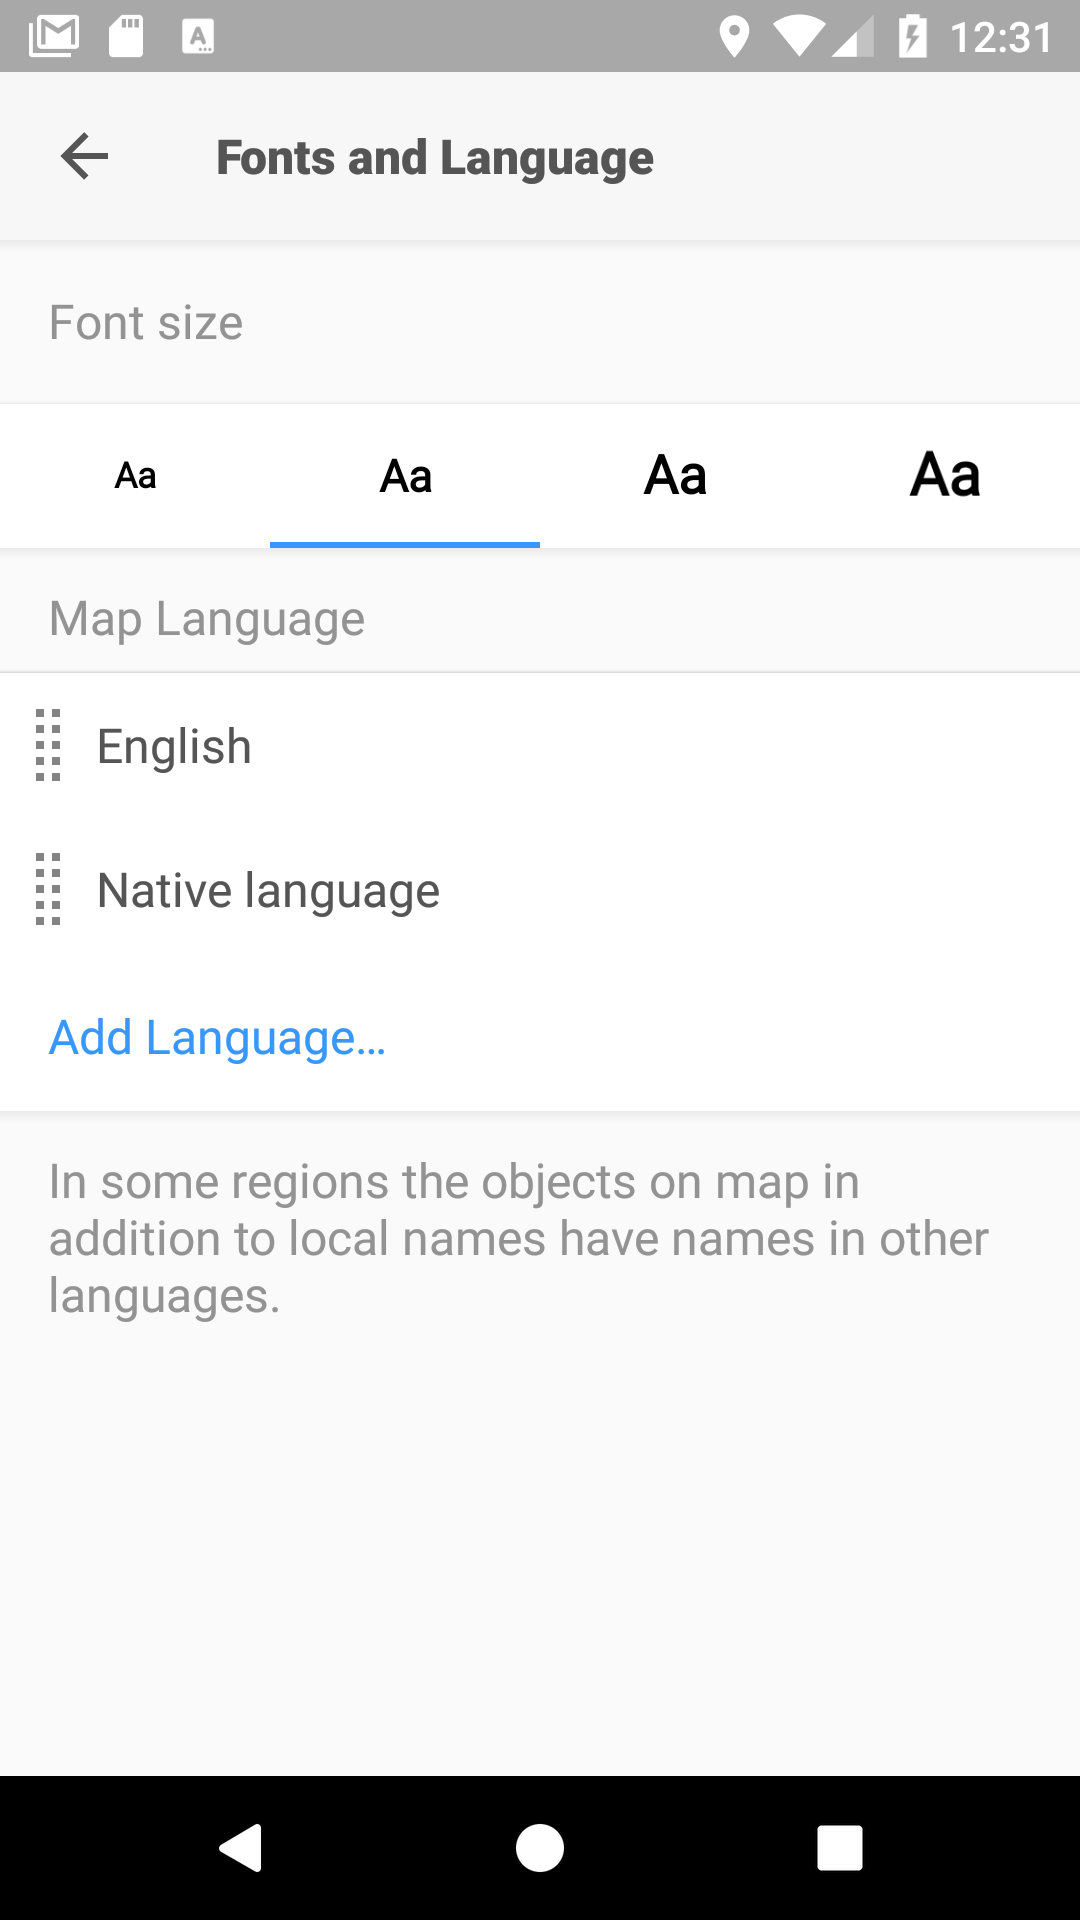 12:31
Fonts and Language
Font size
Aa Aa Aa Aa
Map Language
English
Native language
Add Language...
In some regions the objects on map in
addition to local names have names in other
languages.